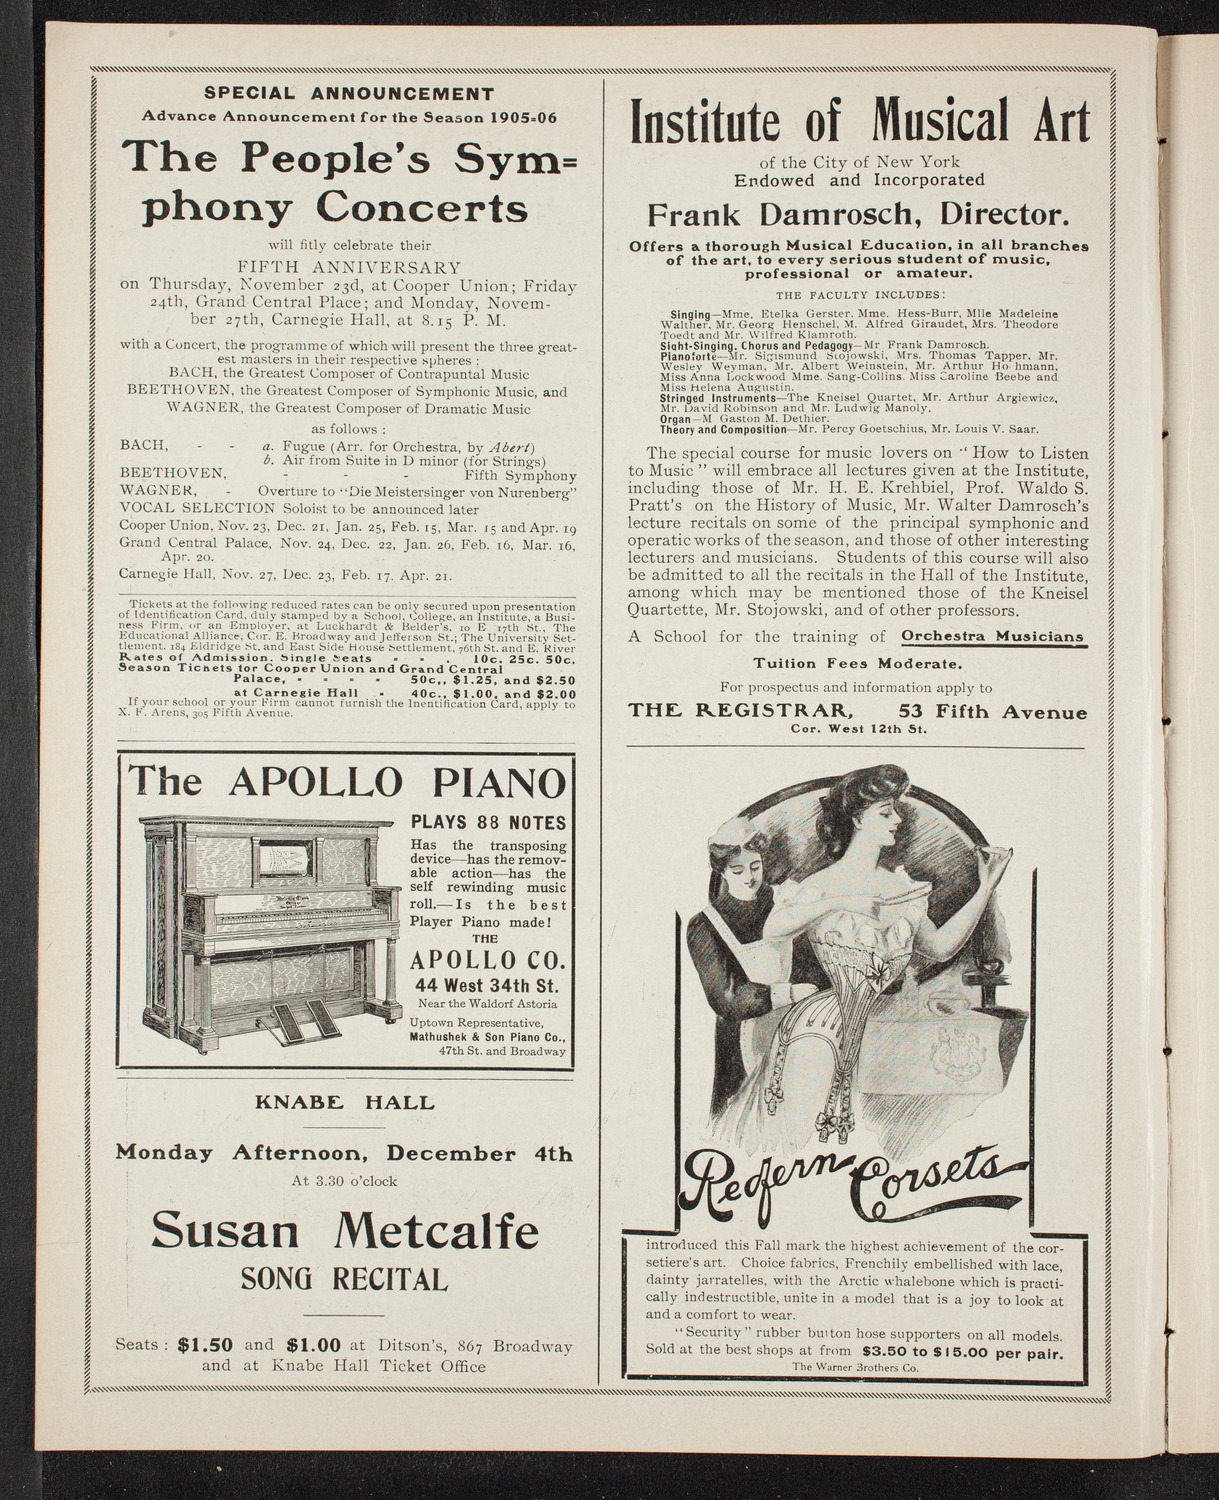 SPECIAL ANNOUNCEMENT
Advance Announcement for the Season 1905=06
The People's Sym=
phony Concerts
will fitly celebrate their
FIFTH ANNIVERSARY
on Thursday, November 23d, at Cooper Union; Friday
24th, Grand Central Place; and Monday, Novem-
ber 27th, Carnegie Hall, at 8.15 P. M.
with a Concert, the programme of which will present the three great-
est masters in their respective spheres:
BACH, the Greatest Composer of Contrapuntal Music
BEETHOVEN, the Greatest Composer of Symphonic Music, and
WAGNER, the Greatest Composer of Dramatic Music
as follows:
BACH, - - a. Fugue (Arr. for Orchestra, by Abert)
b. Air from Suite in D minor (for Strings)
BEETHOVEN, - - - Fifth Symphony
WAGNER, - Overture to "Die Meistersinger von Nurenberg"
VOCAL SELECTION Soloist to be announced later
Cooper Union, Nov. 23, Dec. 21, Jan. 25, Feb. 15, Mar. 15 and Apr. 19
Grand Central Palace, Nov. 24, Dec. 22, Jan. 26, Feb. 16, Mar. 16,
Apr. 20.
Carnegie Hall, Nov. 27, Dec. 23, Feb. 17, Apr. 21.
Tickets at the following reduced rates can be only secured upon presentation
of Identification Card, duly stamped by a School, College, an Institute, a Busi-
ness Firm, or an Employer, at Luckhardt & Belder's, 10 E 17th St., The
Educational Alliance, Cor. E. Broadway and Jefferson St.; The University Set-
tlement, 184 Eldridge St. and East Side House Settlement, 76th St. and E. River
Rates of Admission, Single Seats - - . 10c. 25c. 50c.
Season Tickets for Cooper Union and Grand Central
Palace, - - - - 50c., $1.25, and $2.50
at Carnegie Hall - 40c., $1.00, and $2.00
If your school or your Firm cannot furnish the Inentification Card, apply to
X. F. Arens, 305 Fifth Avenue.
The APOLLO PIANO
PLAYS 88 NOTES
Has the transposing
device—has the remov-
able action—has the
self rewinding music
roll.—Is the best
Player Piano made!
THE
APOLLO CO.
44 West 34th St.
Near the Waldorf Astoria
Uptown Representative,
Mathushek & Son Piano Co.,
47th St. and Broadway
KNABE HALL
Monday Afternoon, December 4th
At 3.30 o'clock
Susan Metcalfe
SONG RECITAL
Seats: $1.50 and $1.00 at Ditson's, 867 Broadway
and at Knabe Hall Ticket Office
Institute of Musical Art
of the City of New York
Endowed and Incorporated
Frank Damrosch, Director.
Offers a thorough Musical Education, in all branches
of the art, to every serious student of music,
professional or amateur.
THE FACULTY INCLUDES:
Singing—Mme. Etelka Gerster, Mme. Hess-Burr, Mlle Madeleine
Walther, Mr. Georg Henschel, M. Alfred Giraudet, Mrs. Theodore
Toedt and Mr. Wilfred Klamroth.
Sight-Singing, Chorus and Pedagogy—Mr Frank Damrosch.
Pianoforte—Mr. Sigismund Stojowski, Mrs. Thomas Tapper, Mr.
Wesley Weyman, Mr. Albert Weinstein, Mr. Arthur Ho hmann,
Miss Anna Lockwood Mme. Sang-Collins. Miss Caroline Beebe and
Miss Helena Augustin.
Stringed Instruments—The Kneisel Quartet, Mr. Arthur Argiewicz,
Mr. David Robinson and Mr. Ludwig Manoly.
Organ—M Gaston M. Dethier.
Theory and Composition—Mr. Percy Goetschius, Mr. Louis V. Saar.
The special course for music lovers on "How to Listen
to Music" will embrace all lectures given at the Institute,
including those of Mr. H. E. Krehbiel, Prof. Waldo S.
Pratt's on the History of Music, Mr. Walter Damrosch's
lecture recitals on some of the principal symphonic and
operatic works of the season, and those of other interesting
lecturers and musicians. Students of this course will also
be admitted to all the recitals in the Hall of the Institute,
among which may be mentioned those of the Kneisel
Quartette, Mr. Stojowski, and of other professors.
A School for the training of Orchestra Musicians
Tuition Fees Moderate.
For prospectus and information apply to
THE REGISTRAR, 53 Fifth Avenue
Cor. West 12th St.
Redfern Corsets
introduced this Fall mark the highest achievement of the cor-
setiere's art. Choice fabrics, Frenchily embellished with lace,
dainty jarratelles, with the Arctic whalebone which is practi-
cally indestructible, unite in a model that is a joy to look at
and a comfort to wear.
"Security" rubber button hose supporters on all models.
Sold at the best shops at from $3.50 to $15.00 per pair.
The Warner Brothers Co.